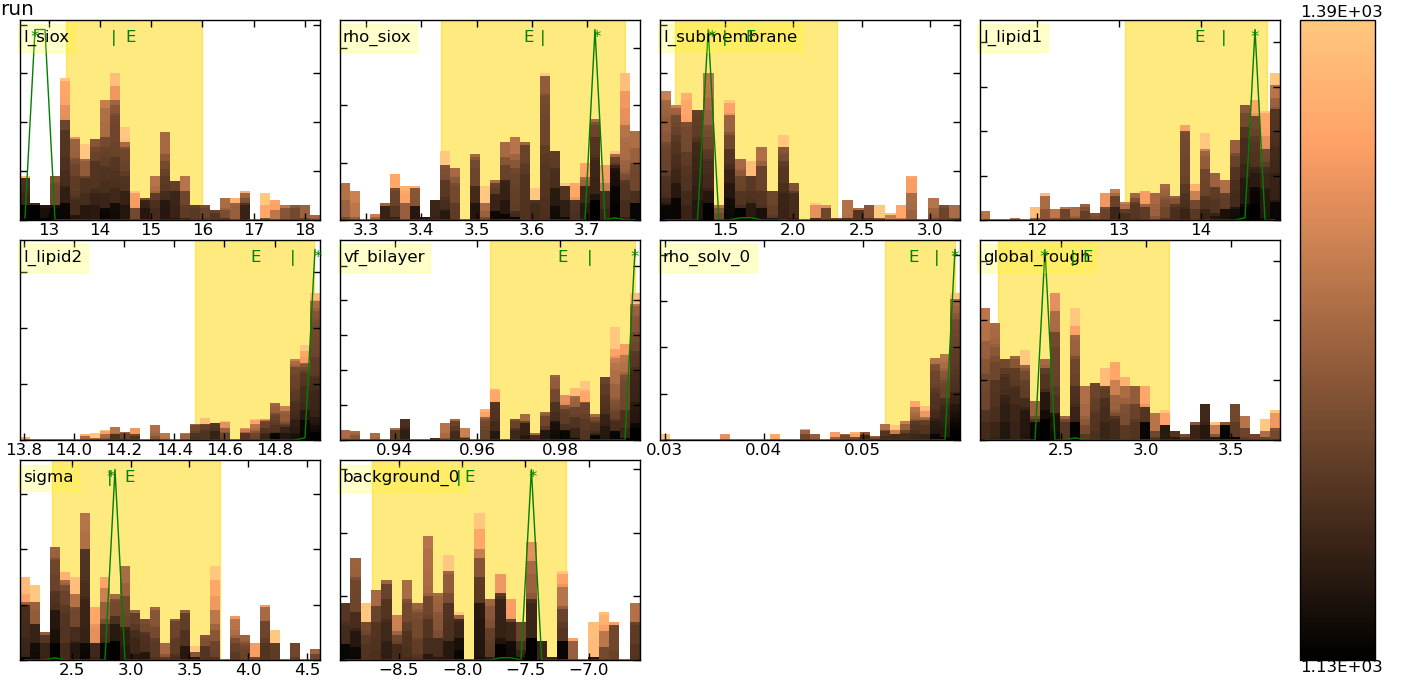 run
1.39E+03
l_siox * | E
rho_siox E | *
l_submembrane * | E
l_lipid1 E | *
13 14 15 16 17 18
3.3 3.4 3.5 3.6 3.7
1.5 2.0 2.5 3.0
12 13 14
l_lipid2 E | *
vf_bilayer E | *
rho_solv_0 E | *
global_rough * | E
13.8 14.0 14.2 14.4 14.6 14.8
0.94 0.96 0.98
0.03 0.04 0.05
2.5 3.0 3.5
sigma | * E
background_0 | E *
2.5 3.0 3.5 4.0 4.5
−8.5 −8.0 −7.5 −7.0
1.13E+03